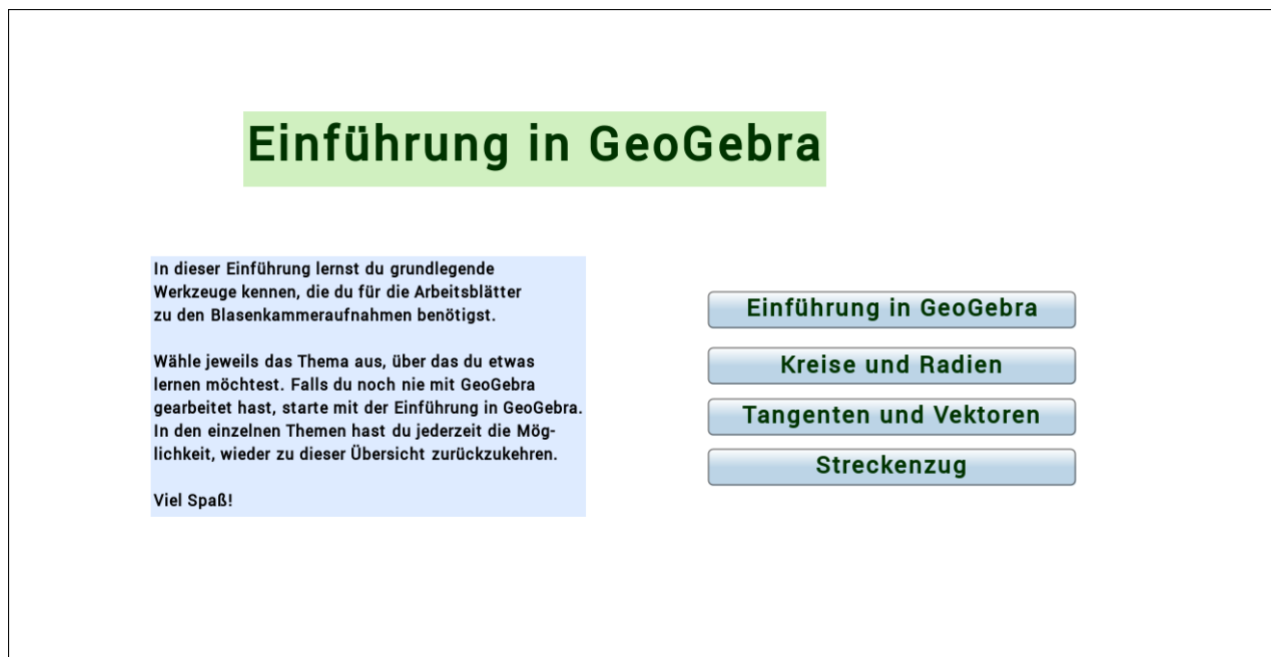 Einführung in GeoGebra
In dieser Einführung lernst du grundlegende
Werkzeuge kennen, die du für die Arbeitsblätter
zu den Blasenkammeraufnahmen benötigst.
Wähle jeweils das Thema aus, über das du etwas
lernen möchtest. Falls du noch nie mit GeoGebra
gearbeitet hast, starte mit der Einführung in GeoGebra.
In den einzelnen Themen hast du jederzeit die Mög-
lichkeit, wieder zu dieser Übersicht zurückzukehren.
Viel Spaß!
Einführung in GeoGebra
Kreise und Radien
Tangenten und Vektoren
Streckenzug